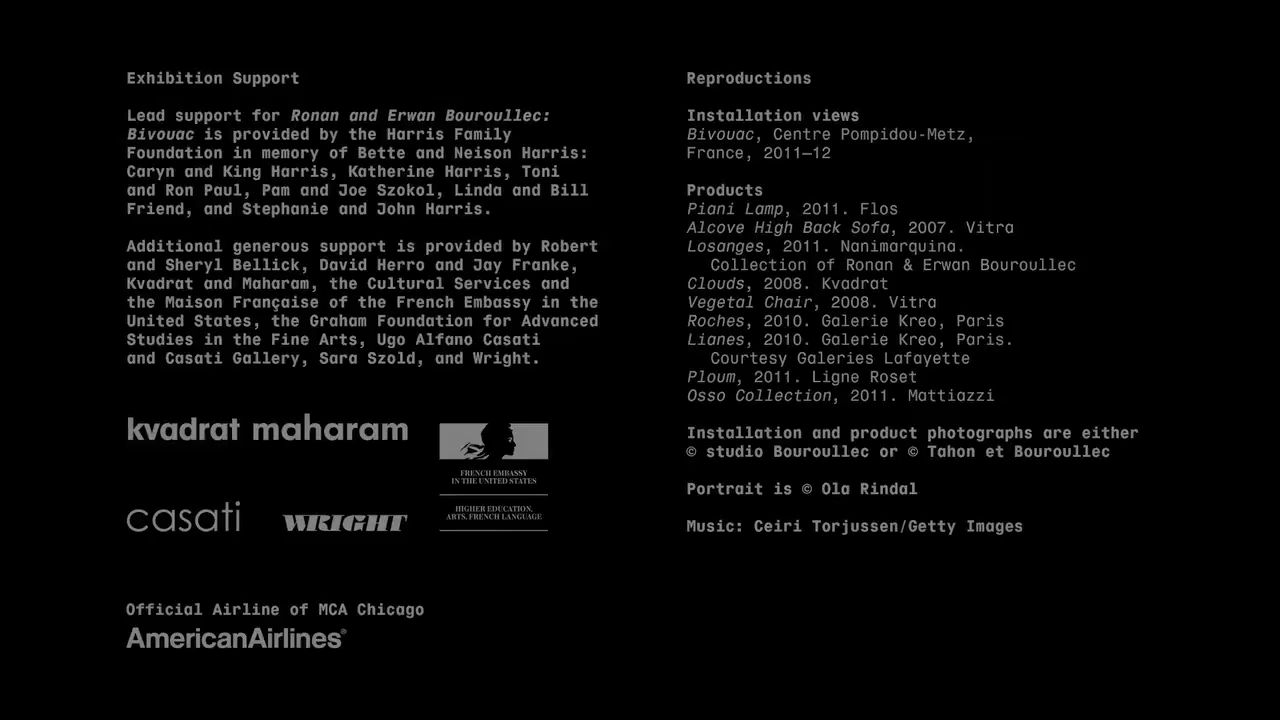 Exhibition Support
Lead support for Ronan and Erwan Bouroullec:
Bivouac is provided by the Harris Family
Foundation in memory of Bette and Neison Harris:
Caryn and King Harris, Katherine Harris, Toni
and Ron Paul, Pam and Joe Szokol, Linda and Bill
Friend, and Stephanie and John Harris.
Additional generous support is provided by Robert
and Sheryl Bellick, David Herro and Jay Franke,
Kvadrat and Maharam, the Cultural Services and
the Maison Française of the French Embassy in the
United States, the Graham Foundation for Advanced
Studies in the Fine Arts, Ugo Alfano Casati
and Casati Gallery, Sara Szold, and Wright.
kvadrat maharam
FRENCH EMBASSY
IN THE UNITED STATES
HIGHER EDUCATION,
ARTS, FRENCH LANGUAGE
casati
WRIGHT
Official Airline of MCA Chicago
AmericanAirlines®
Reproductions
Installation views
Bivouac, Centre Pompidou-Metz,
France, 2011–12
Products
Piani Lamp, 2011. Flos
Alcove High Back Sofa, 2007. Vitra
Losanges, 2011. Nanimarquina.
Collection of Ronan & Erwan Bouroullec
Clouds, 2008. Kvadrat
Vegetal Chair, 2008. Vitra
Roches, 2010. Galerie Kreo, Paris
Lianes, 2010. Galerie Kreo, Paris.
Courtesy Galeries Lafayette
Ploum, 2011. Ligne Roset
Osso Collection, 2011. Mattiazzi
Installation and product photographs are either
© studio Bouroullec or © Tahon et Bouroullec
Portrait is © Ola Rindal
Music: Ceiri Torjussen/Getty Images